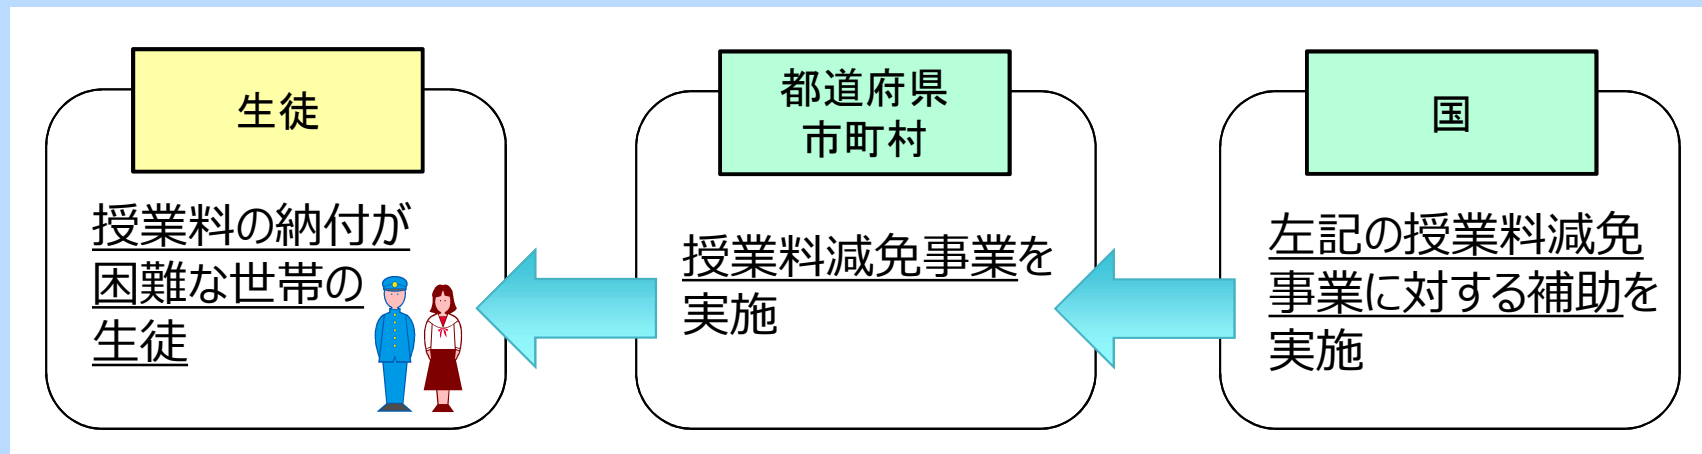 生徒
授業料の納付が
困難な世帯の
生徒
都道府県
市町村
授業料減免事業を
実施
国
左記の授業料減免
事業に対する補助を
実施